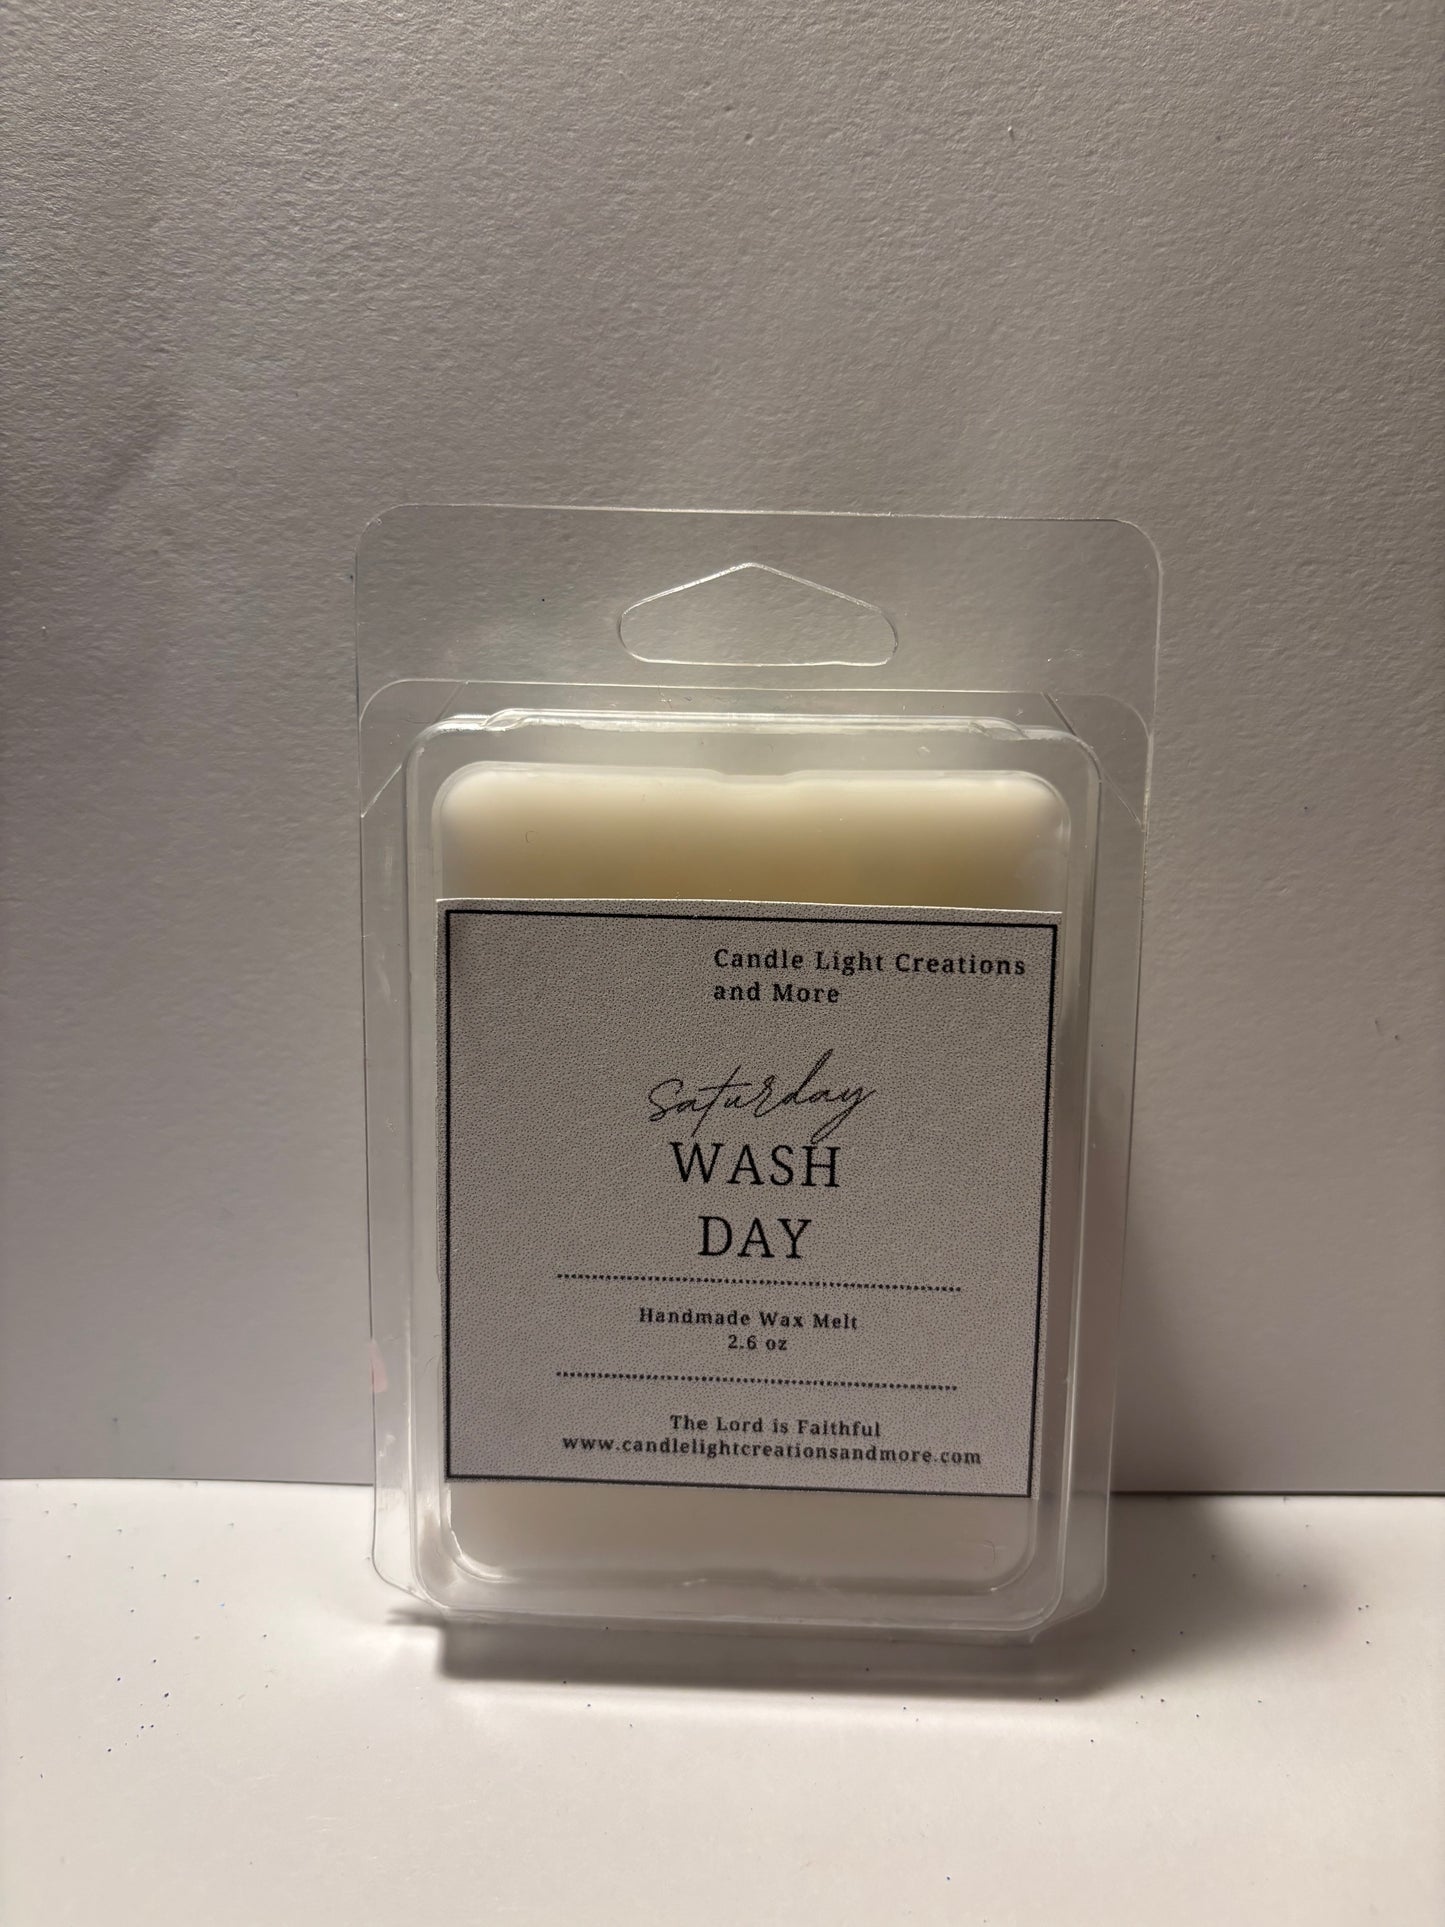 Candle Light Creations
and More
Saturday
WASH
DAY
Handmade Wax Melt
2.6 oz
The Lord is Faithful
www.candlelightcreationsandmore.com